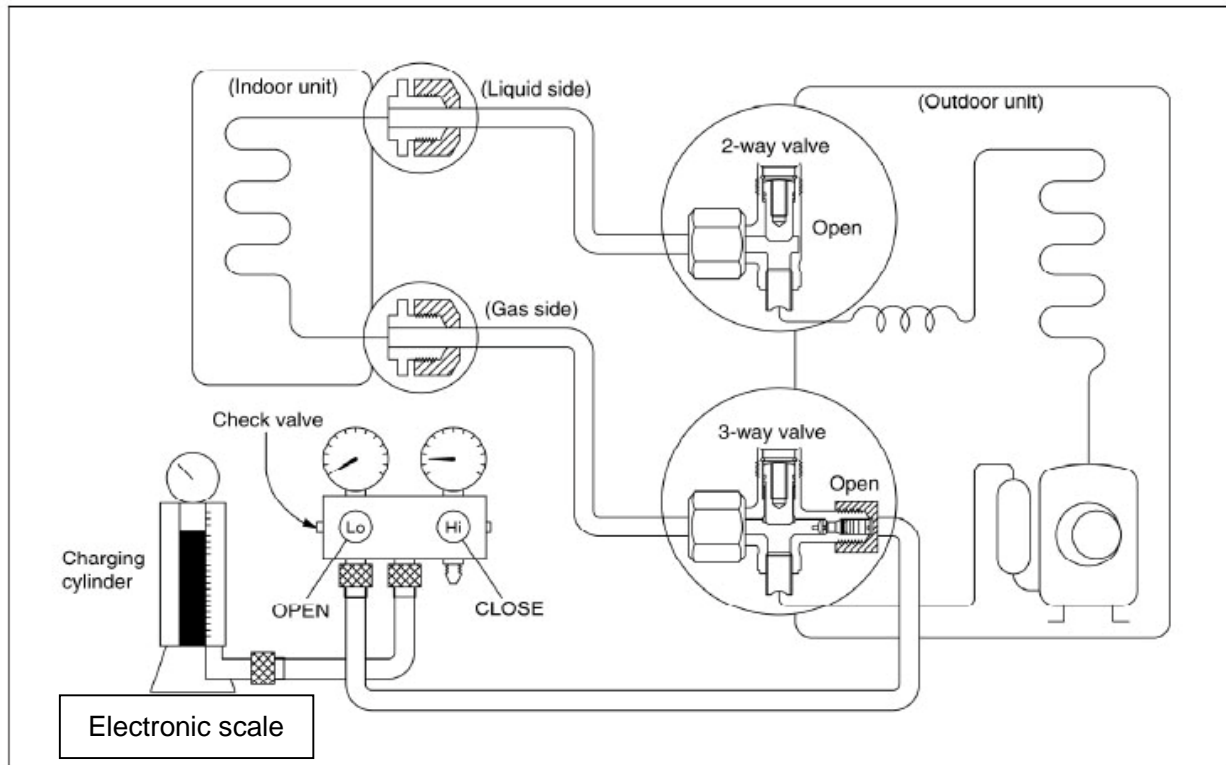 (Indoor unit)
(Liquid side)
(Outdoor unit)
2-way valve
Open
(Gas side)
Check valve
3-way valve
Open
Lo
Hi
Charging
cylinder
OPEN
CLOSE
Electronic scale